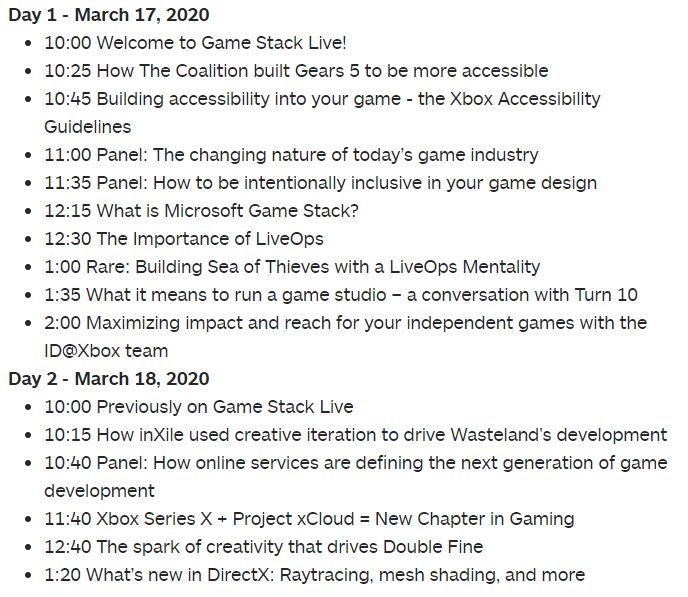 Day 1 - March 17, 2020
• 10:00 Welcome to Game Stack Live!
• 10:25 How The Coalition built Gears 5 to be more accessible
• 10:45 Building accessibility into your game - the Xbox Accessibility
Guidelines
• 11:00 Panel: The changing nature of today’s game industry
• 11:35 Panel: How to be intentionally inclusive in your game design
• 12:15 What is Microsoft Game Stack?
• 12:30 The Importance of LiveOps
• 1:00 Rare: Building Sea of Thieves with a LiveOps Mentality
• 1:35 What it means to run a game studio – a conversation with Turn 10
• 2:00 Maximizing impact and reach for your independent games with the
ID@Xbox team
Day 2 - March 18, 2020
• 10:00 Previously on Game Stack Live
• 10:15 How inXile used creative iteration to drive Wasteland’s development
• 10:40 Panel: How online services are defining the next generation of game
development
• 11:40 Xbox Series X + Project xCloud = New Chapter in Gaming
• 12:40 The spark of creativity that drives Double Fine
• 1:20 What’s new in DirectX: Raytracing, mesh shading, and more